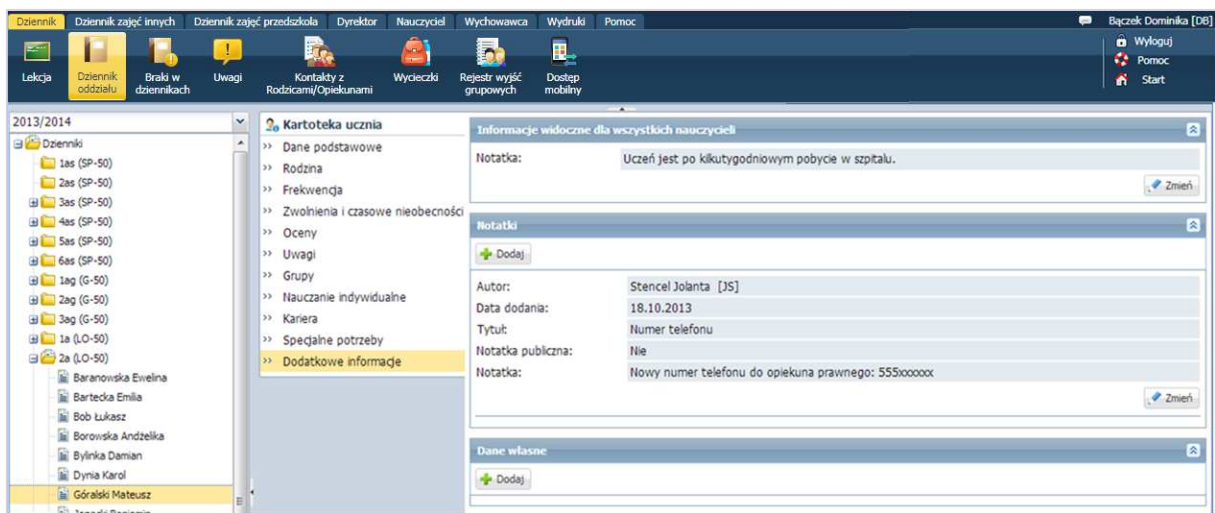 Dziennik Dziennik zajęć innych Dziennik zajęć przedszkola Dyrektor Nauczyciel Wychowawca Wydruki Pomoc Bączek Dominika [DB]
Lekcja
Dziennik oddziału
Braki w dziennikach
Uwagi
Kontakty z Rodzicami/Opiekunami
Wycieczki
Rejestr wyjść grupowych
Dostęp mobilny
Wyloguj
Pomoc
Start
2013/2014
Dzienniki
1as (SP-50)
2as (SP-50)
3as (SP-50)
4as (SP-50)
5as (SP-50)
6as (SP-50)
1ag (G-50)
2ag (G-50)
3ag (G-50)
1a (LO-50)
2a (LO-50)
Baranowska Ewelina
Bartecka Emilia
Bob Łukasz
Borowska Andżelika
Bylinka Damian
Dynia Karol
Góralski Mateusz
Kartoteka ucznia
Dane podstawowe
Rodzina
Frekwencja
Zwolnienia i czasowe nieobecności
Oceny
Uwagi
Grupy
Nauczanie indywidualne
Kariera
Specjalne potrzeby
Dodatkowe informacje
Informacje widoczne dla wszystkich nauczycieli
Notatka: Uczeń jest po kilkutygodniowym pobycie w szpitalu.
Zmień
Notatki
Dodaj
Autor: Stencel Jolanta [JS]
Data dodania: 18.10.2013
Tytuł: Numer telefonu
Notatka publiczna: Nie
Notatka: Nowy numer telefonu do opiekuna prawnego: 555xxxxxx
Zmień
Dane własne
Dodaj